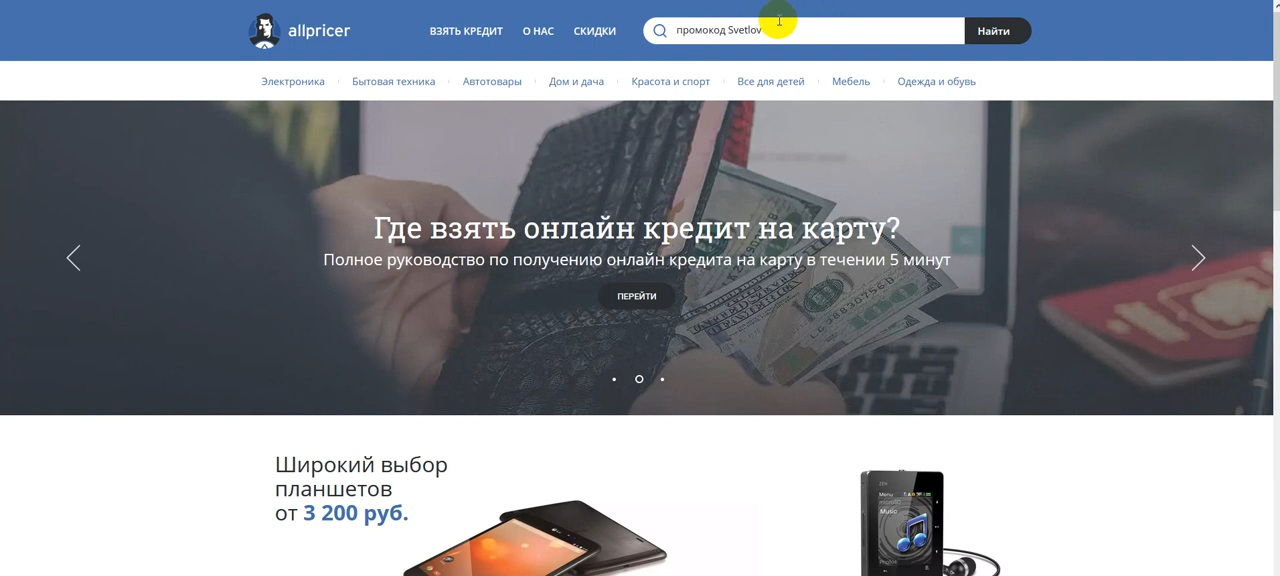 allpricer
ВЗЯТЬ КРЕДИТ
О НАС
СКИДКИ
промокод Svetlov
Найти
Электроника
Бытовая техника
Автотовары
Дом и дача
Красота и спорт
Все для детей
Мебель
Одежда и обувь
Где взять онлайн кредит на карту?
Полное руководство по получению онлайн кредита на карту в течении 5 минут
ПЕРЕЙТИ
Широкий выбор
планшетов
от 3 200 руб.
Menu
Music